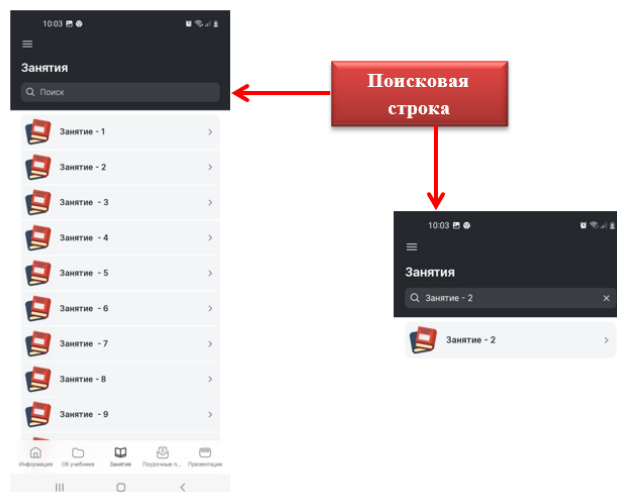 10:03
Занятия
Поиск
Занятие - 1
Занятие - 2
Занятие - 3
Занятие - 4
Занятие - 5
Занятие - 6
Занятие - 7
Занятие - 8
Занятие - 9
Информация Об учебнике Занятия Поурочные п... Презентации
Поисковая
строка
10:03
Занятия
Занятие - 2
Занятие - 2